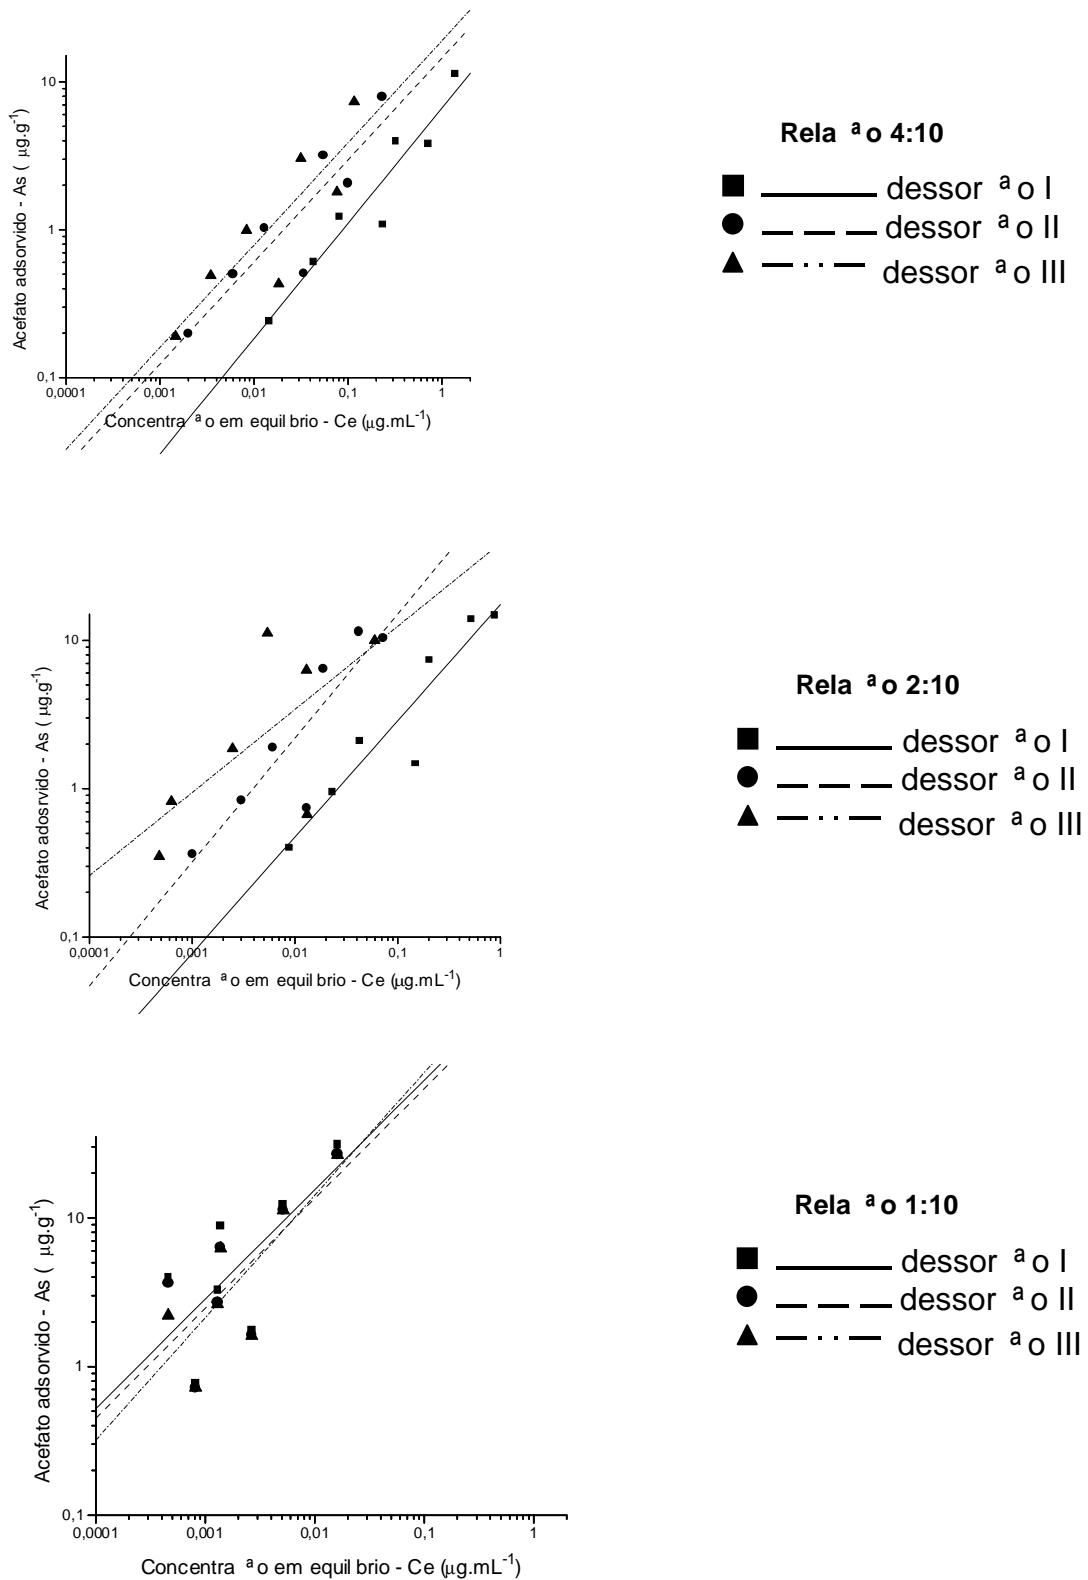 Acefato adsorvido - As ( μg.g-1)
10
1
0,1
0,0001 0,001 0,01 0,1 1
Concentra ª o em equil brio - Ce (μg.mL-1)
Rela ª o 4:10
dessor ª o I
dessor ª o II
dessor ª o III
Acefato adosrvido - As ( μg.g-1)
10
1
0,1
0,0001 0,001 0,01 0,1 1
Concentra ª o em equil brio - Ce (μg.mL-1)
Rela ª o 2:10
dessor ª o I
dessor ª o II
dessor ª o III
Acefato adsorvido - As ( μg.g-1)
10
1
0,1
0,0001 0,001 0,01 0,1 1
Concentra ª o em equil brio - Ce (μg.mL-1)
Rela ª o 1:10
dessor ª o I
dessor ª o II
dessor ª o III